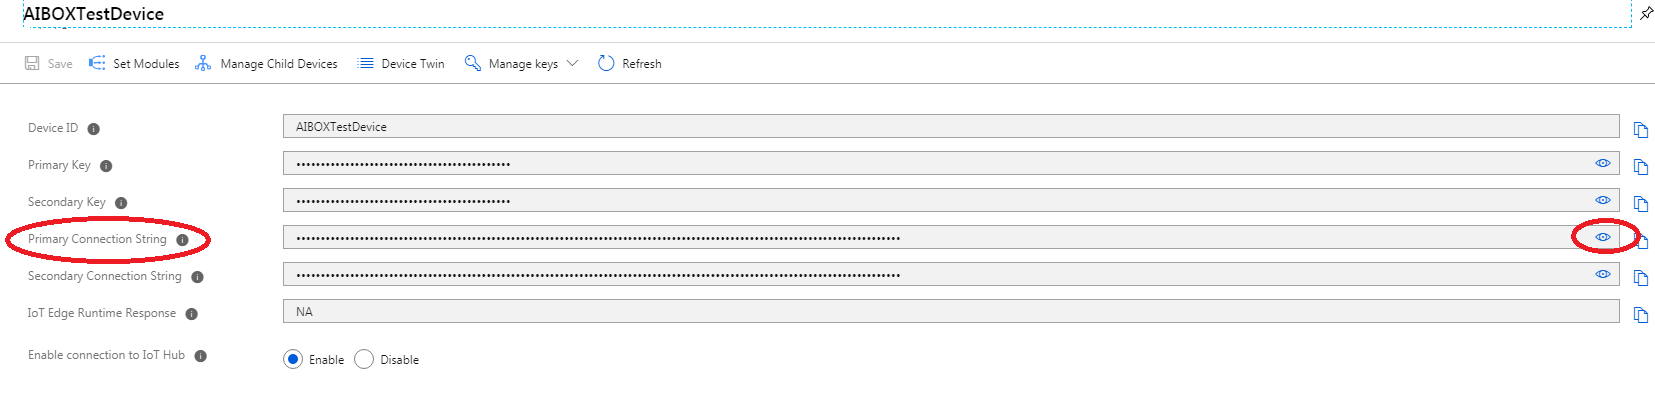 AIBOXTestDevice
Save Set Modules Manage Child Devices Device Twin Manage keys Refresh
Device ID AIBOXTestDevice
Primary Key
Secondary Key
Primary Connection String
Secondary Connection String
IoT Edge Runtime Response NA
Enable connection to IoT Hub Enable Disable